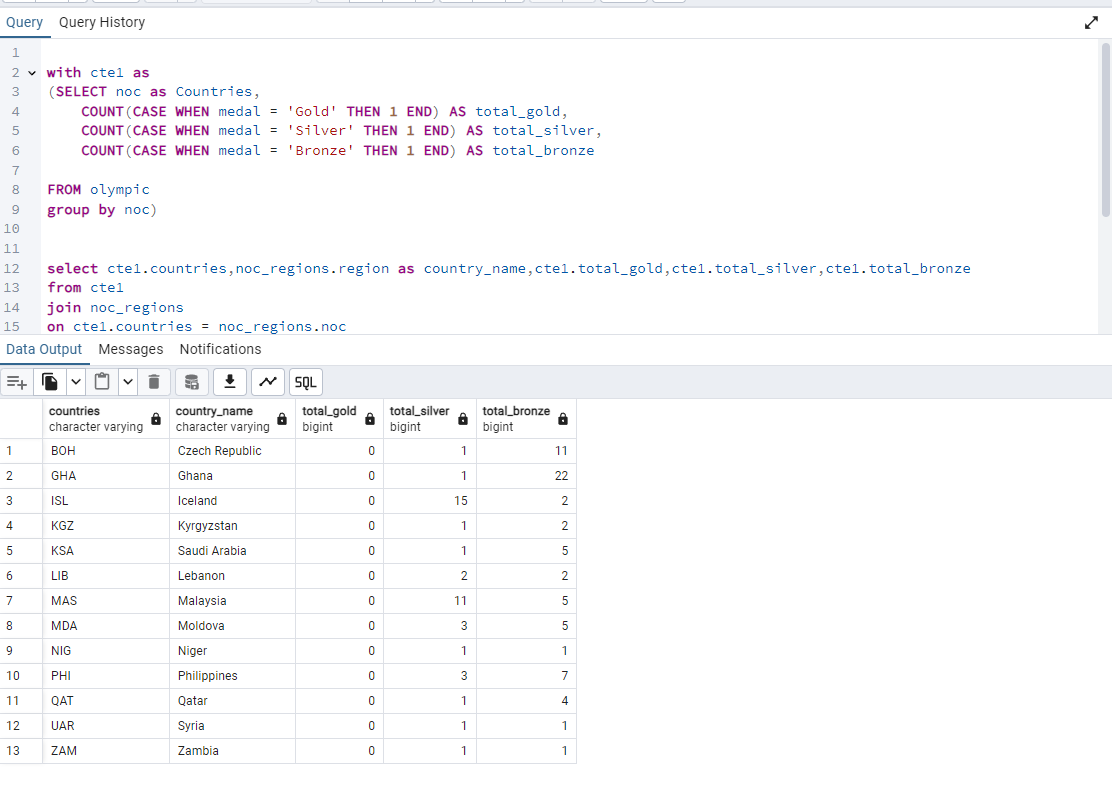 Query Query History
1
2 with cte1 as
3 (SELECT noc as Countries,
4 COUNT(CASE WHEN medal = 'Gold' THEN 1 END) AS total_gold,
5 COUNT(CASE WHEN medal = 'Silver' THEN 1 END) AS total_silver,
6 COUNT(CASE WHEN medal = 'Bronze' THEN 1 END) AS total_bronze
7
8 FROM olympic
9 group by noc)
10
11
12 select cte1.countries,noc_regions.region as country_name,cte1.total_gold,cte1.total_silver,cte1.total_bronze
13 from cte1
14 join noc_regions
15 on cte1.countries = noc_regions.noc
Data Output Messages Notifications
SQL
countries country_name total_gold total_silver total_bronze
character varying character varying bigint bigint bigint
1 BOH Czech Republic 0 1 11
2 GHA Ghana 0 1 22
3 ISL Iceland 0 15 2
4 KGZ Kyrgyzstan 0 1 2
5 KSA Saudi Arabia 0 1 5
6 LIB Lebanon 0 2 2
7 MAS Malaysia 0 11 5
8 MDA Moldova 0 3 5
9 NIG Niger 0 1 1
10 PHI Philippines 0 3 7
11 QAT Qatar 0 1 4
12 UAR Syria 0 1 1
13 ZAM Zambia 0 1 1